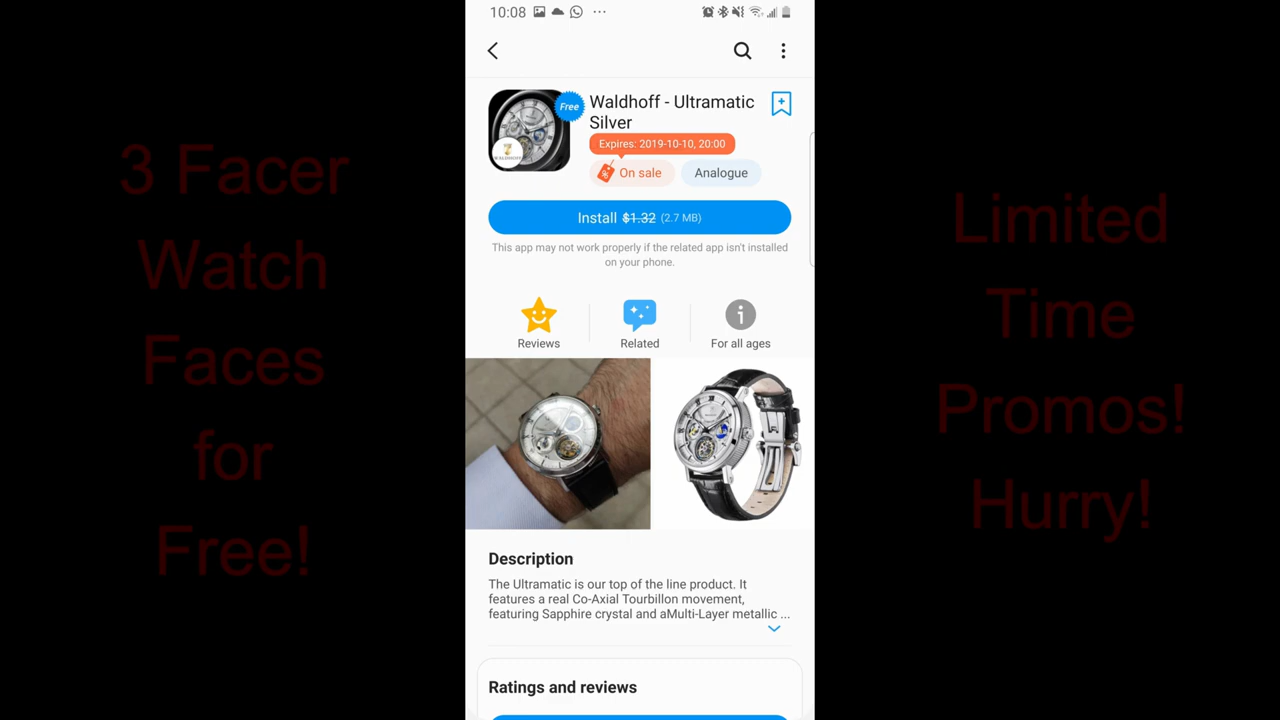 10:08
3 Facer
Watch
Faces
for
Free!
Free
Waldhoff - Ultramatic
Silver
Expires: 2019-10-10, 20:00
On sale
Analogue
Install $1.32 (2.7 MB)
This app may not work properly if the related app isn't installed
on your phone.
Reviews
Related
For all ages
Description
The Ultramatic is our top of the line product. It
features a real Co-Axial Tourbillon movement,
featuring Sapphire crystal and aMulti-Layer metallic ...
Ratings and reviews
Limited
Time
Promos!
Hurry!